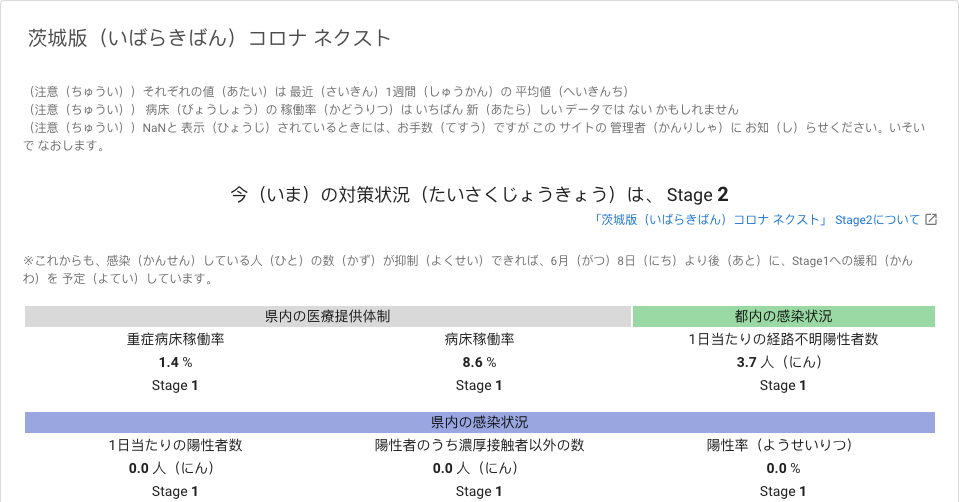 茨城版（いばらきばん）コロナ ネクスト
（注意（ちゅうい））それぞれの値（あたい）は 最近（さいきん）1週間（しゅうかん）の 平均値（へいきんち）
（注意（ちゅうい）） 病床（びょうしょう）の 稼働率（かどうりつ）は いちばん 新（あたら）しい データでは ない かもしれません
（注意（ちゅうい））NaNと 表示（ひょうじ）されているときには、お手数（てすう）ですが この サイトの 管理者（かんりしゃ）に お知（し）らせください。いそい
で なおします。
今（いま）の対策状況（たいさくじょうきょう）は、 Stage 2
「茨城版（いばらきばん）コロナ ネクスト」 Stage2について
※これからも、感染（かんせん）している人（ひと）の数（かず）が抑制（よくせい）できれば、6月（がつ）8日（にち）より後（あと）に、Stage1への緩和（かん
わ）を 予定（よてい）しています。
県内の医療提供体制 都内の感染状況
重症病床稼働率 病床稼働率 1日当たりの経路不明陽性者数
1.4 % 8.6 % 3.7 人（にん）
Stage 1 Stage 1 Stage 1
県内の感染状況
1日当たりの陽性者数 陽性者のうち濃厚接触者以外の数 陽性率（ようせいりつ）
0.0 人（にん） 0.0 人（にん） 0.0 %
Stage 1 Stage 1 Stage 1